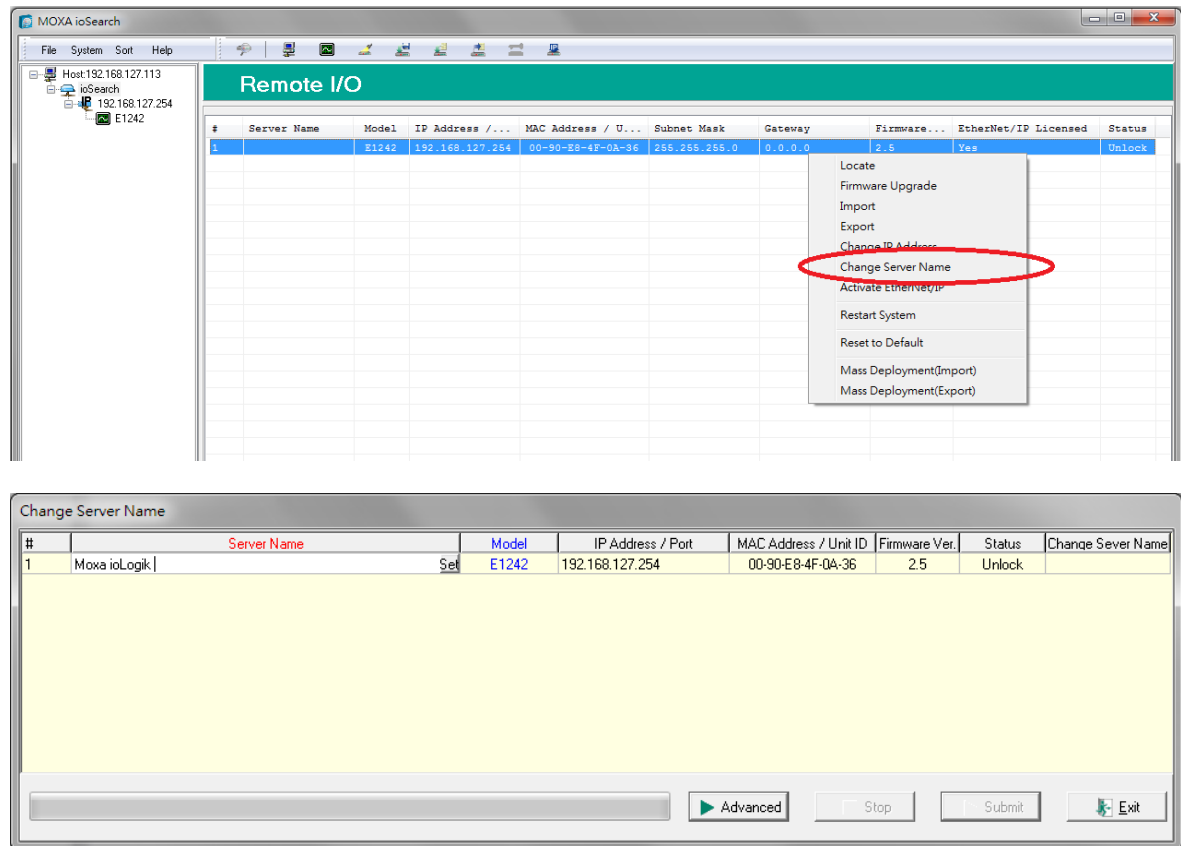 MOXA ioSearch
File System Sort Help
Host:192.168.127.113
ioSearch
192.168.127.254
E1242
Remote I/O
# Server Name Model IP Address /... MAC Address / U... Subnet Mask Gateway Firmware... EtherNet/IP Licensed Status
1 E1242 192.168.127.254 00-90-E8-4F-0A-36 255.255.255.0 0.0.0.0 2.5 Yes Unlock
Locate
Firmware Upgrade
Import
Export
Change IP Address
Change Server Name
Activate EtherNet/IP
Restart System
Reset to Default
Mass Deployment(Import)
Mass Deployment(Export)
Change Server Name
# Server Name Model IP Address / Port MAC Address / Unit ID Firmware Ver. Status Change Sever Name
1 Moxa ioLogik Set E1242 192.168.127.254 00-90-E8-4F-0A-36 2.5 Unlock
Advanced Stop Submit Exit